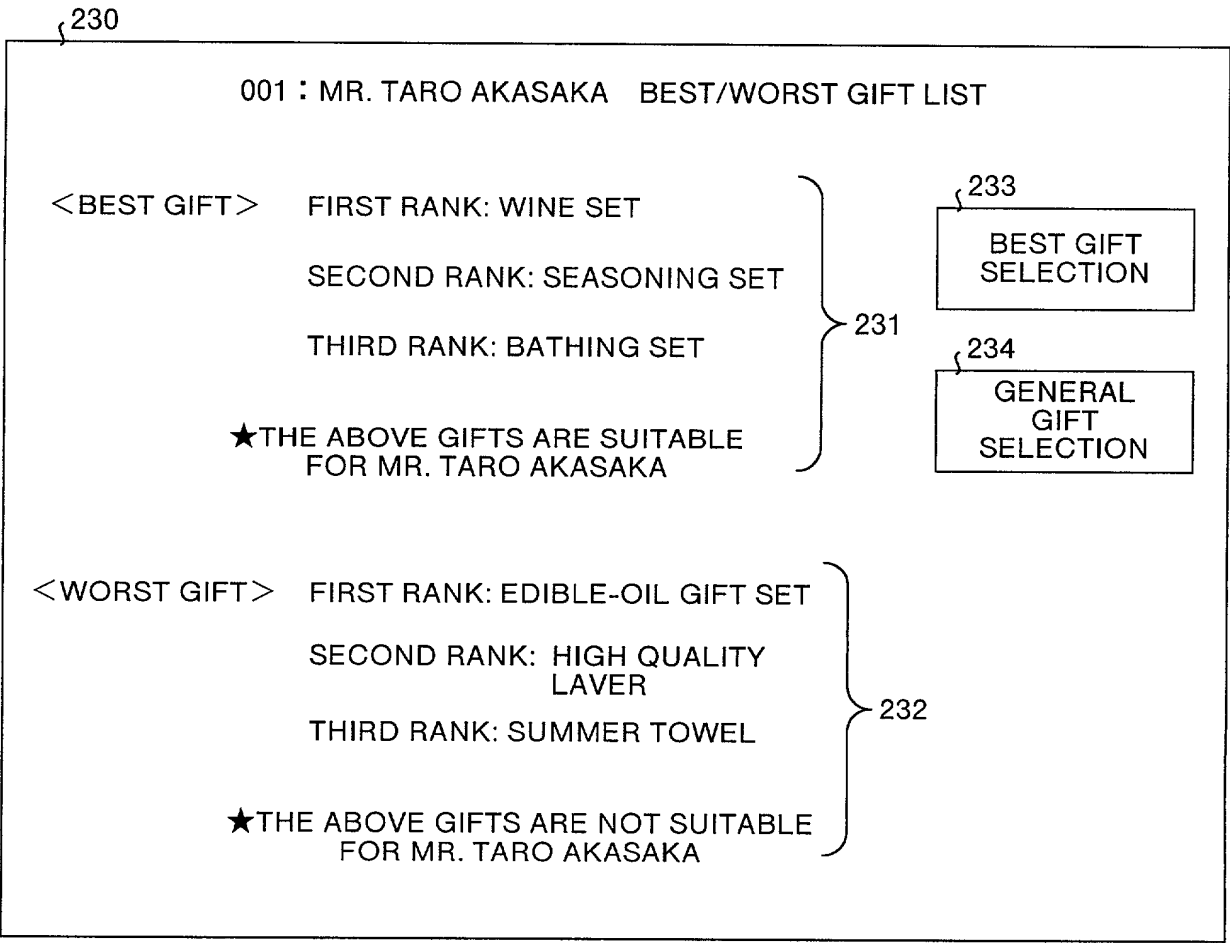 230
001 : MR. TARO AKASAKA BEST/WORST GIFT LIST
<BEST GIFT> FIRST RANK: WINE SET
SECOND RANK: SEASONING SET
THIRD RANK: BATHING SET
★THE ABOVE GIFTS ARE SUITABLE
FOR MR. TARO AKASAKA
231
233
BEST GIFT
SELECTION
234
GENERAL
GIFT
SELECTION
<WORST GIFT> FIRST RANK: EDIBLE-OIL GIFT SET
SECOND RANK: HIGH QUALITY
LAVER
THIRD RANK: SUMMER TOWEL
★THE ABOVE GIFTS ARE NOT SUITABLE
FOR MR. TARO AKASAKA
232